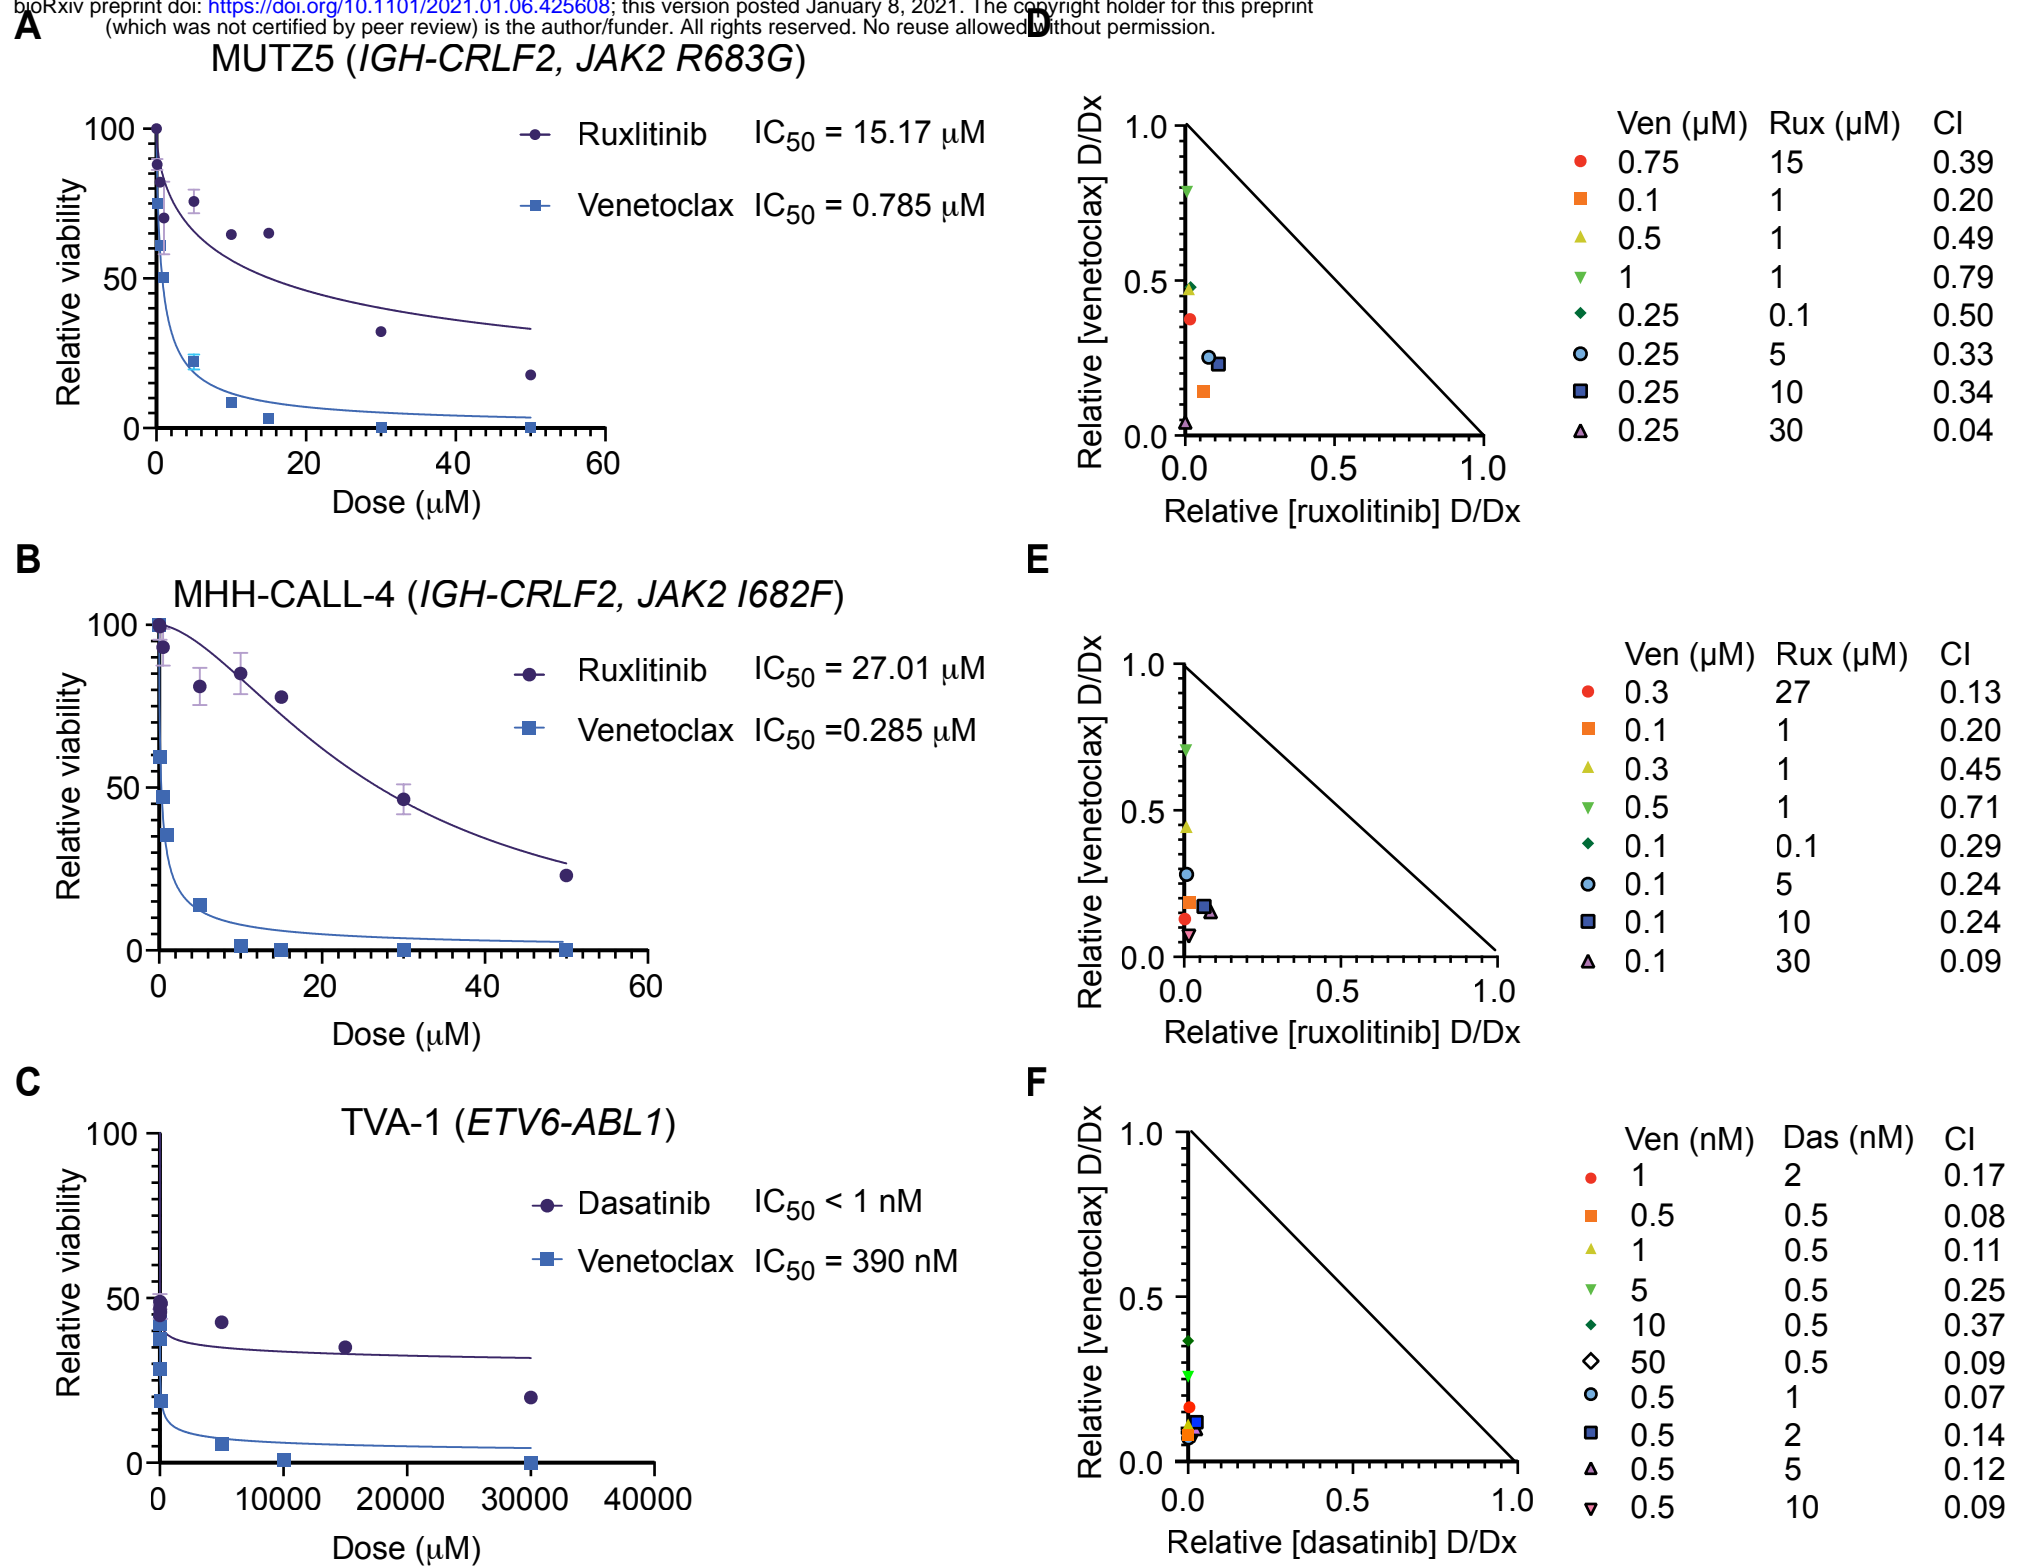 bioRxiv preprint doi: https://doi.org/10.1101/2021.01.06.425608; this version posted January 8, 2021. The copyright holder for this preprint
(which was not certified by peer review) is the author/funder. All rights reserved. No reuse allowed without permission.
A
MUTZ5 (IGH-CRLF2, JAK2 R683G)
Relative viability
100
50
0
0 20 40 60
Dose (μM)
Ruxlitinib IC50 = 15.17 μM
Venetoclax IC50 = 0.785 μM
D
Relative [venetoclax] D/Dx
1.0
0.5
0.0
0.0 0.5 1.0
Relative [ruxolitinib] D/Dx
Ven (μM) Rux (μM) CI
0.75 15 0.39
0.1 1 0.20
0.5 1 0.49
1 1 0.79
0.25 0.1 0.50
0.25 5 0.33
0.25 10 0.34
0.25 30 0.04
B
MHH-CALL-4 (IGH-CRLF2, JAK2 I682F)
Relative viability
100
50
0
0 20 40 60
Dose (μM)
Ruxlitinib IC50 = 27.01 μM
Venetoclax IC50 =0.285 μM
E
Relative [venetoclax] D/Dx
1.0
0.5
0.0
0.0 0.5 1.0
Relative [ruxolitinib] D/Dx
Ven (μM) Rux (μM) CI
0.3 27 0.13
0.1 1 0.20
0.3 1 0.45
0.5 1 0.71
0.1 0.1 0.29
0.1 5 0.24
0.1 10 0.24
0.1 30 0.09
C
TVA-1 (ETV6-ABL1)
Relative viability
100
50
0
0 10000 20000 30000 40000
Dose (μM)
Dasatinib IC50 < 1 nM
Venetoclax IC50 = 390 nM
F
Relative [venetoclax] D/Dx
1.0
0.5
0.0
0.0 0.5 1.0
Relative [dasatinib] D/Dx
Ven (nM) Das (nM) CI
1 2 0.17
0.5 0.5 0.08
1 0.5 0.11
5 0.5 0.25
10 0.5 0.37
50 0.5 0.09
0.5 1 0.07
0.5 2 0.14
0.5 5 0.12
0.5 10 0.09